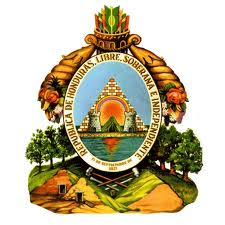 REPUBLICA DE HONDURAS, LIBRE, SOBERANA E INDEPENDIENTE
15 DE SEPTIEMBRE DE
1821